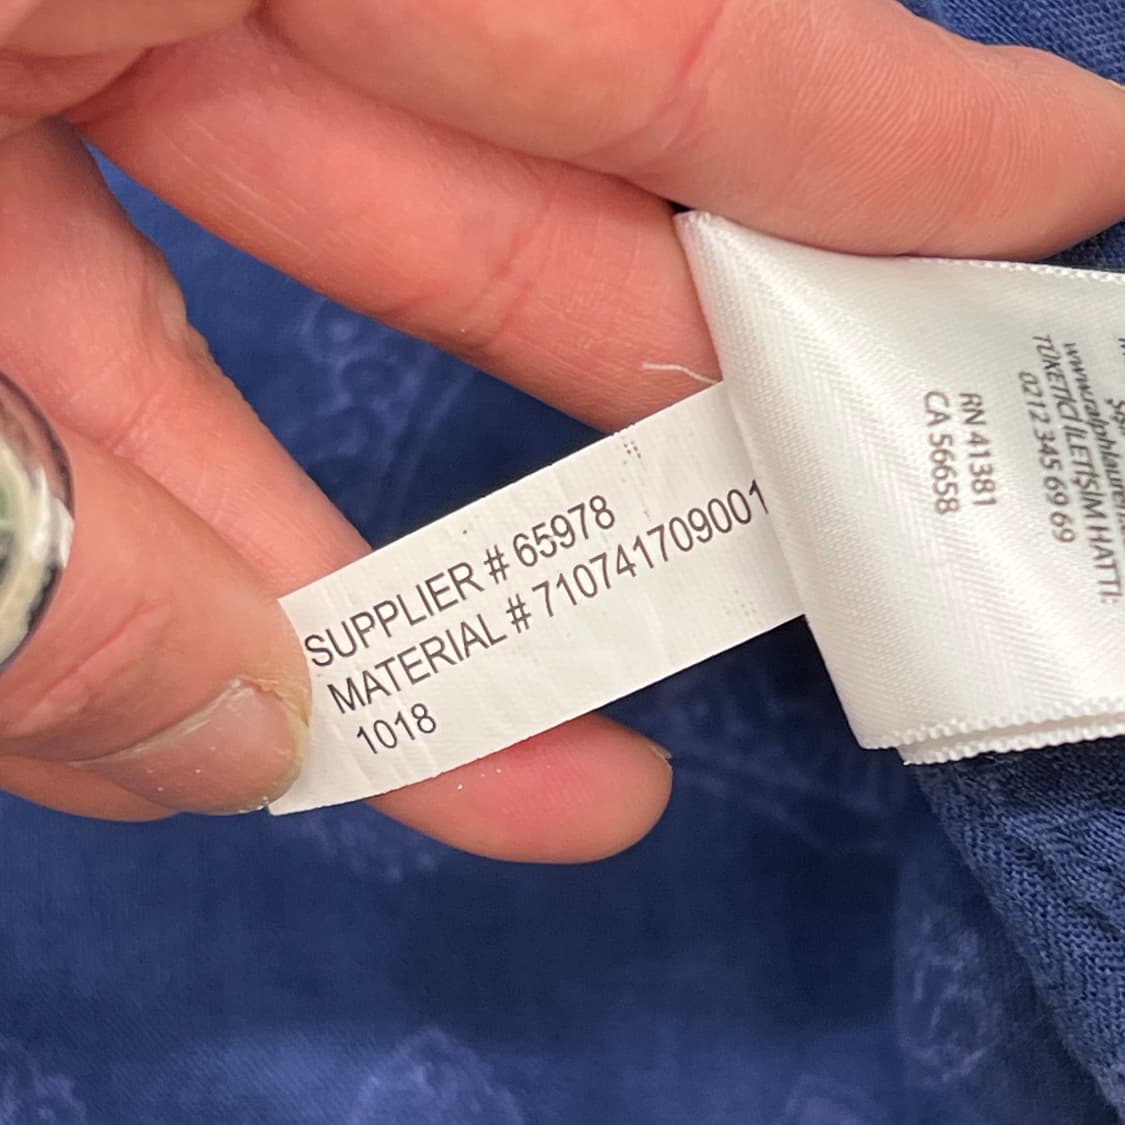 SUPPLIER # 65978
MATERIAL # 710741709001
1018
TÜKETİCİ İLETİŞİM HATTI:
0212 345 69 69
RN 41381
CA 56658